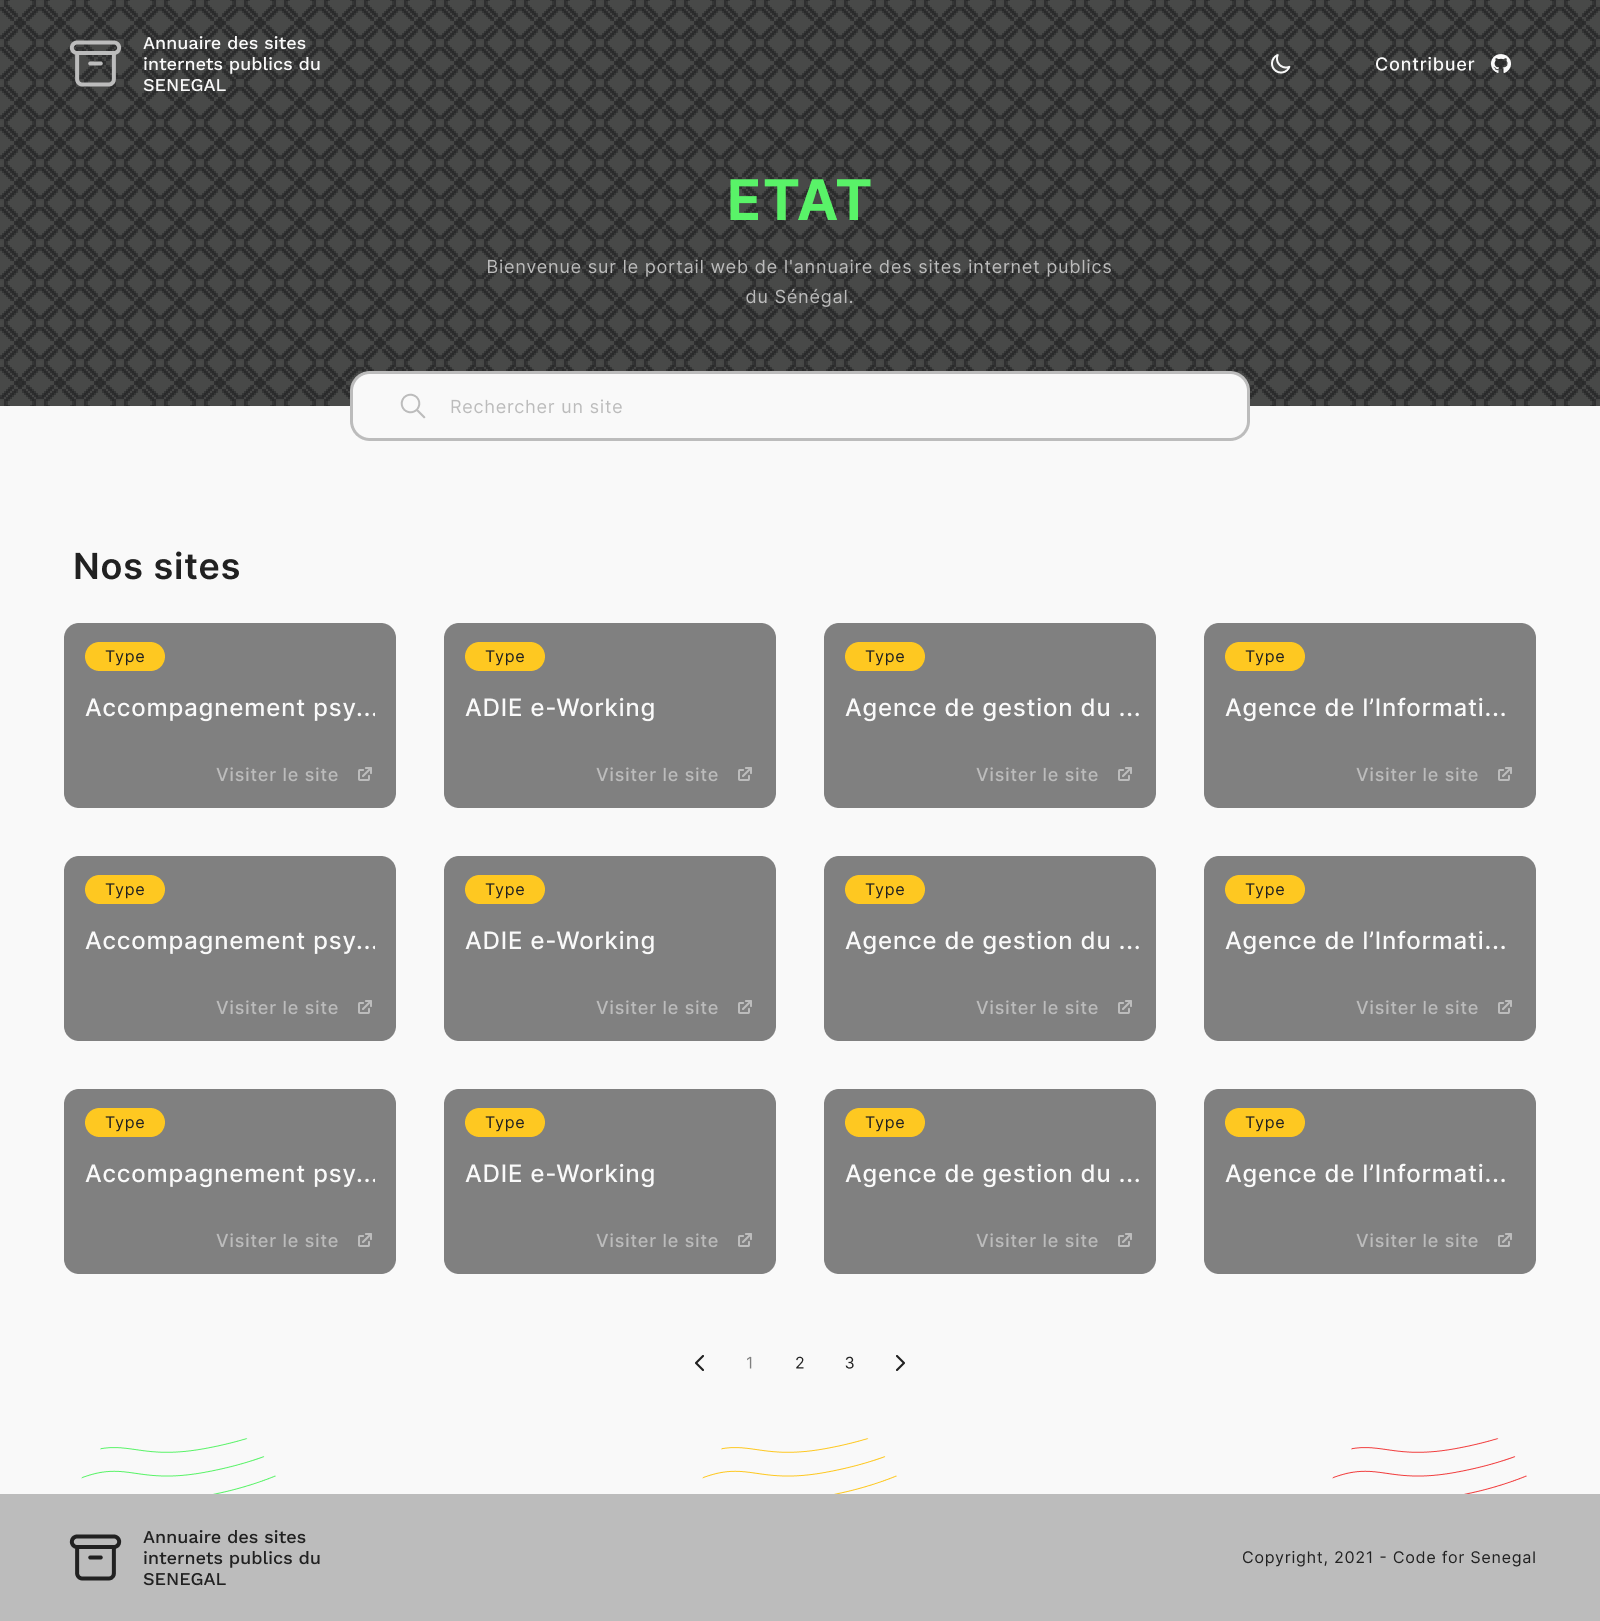 Annuaire des sites
internets publics du
SENEGAL
Contribuer
ETAT
Bienvenue sur le portail web de l'annuaire des sites internet publics
du Sénégal.
Rechercher un site
Nos sites
Type
Accompagnement psy...
Visiter le site
Type
ADIE e-Working
Visiter le site
Type
Agence de gestion du ...
Visiter le site
Type
Agence de l’Informati...
Visiter le site
Type
Accompagnement psy...
Visiter le site
Type
ADIE e-Working
Visiter le site
Type
Agence de gestion du ...
Visiter le site
Type
Agence de l’Informati...
Visiter le site
Type
Accompagnement psy...
Visiter le site
Type
ADIE e-Working
Visiter le site
Type
Agence de gestion du ...
Visiter le site
Type
Agence de l’Informati...
Visiter le site
1 2 3
Annuaire des sites
internets publics du
SENEGAL
Copyright, 2021 - Code for Senegal